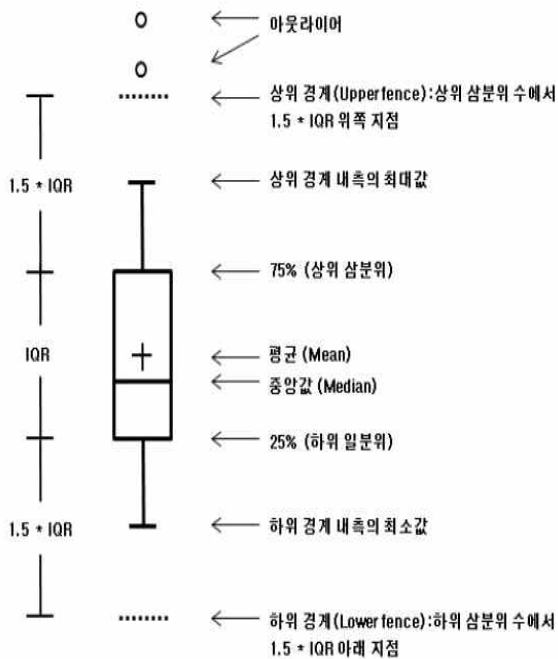 아웃라이어
상위 경계(Upper fence):상위 삼분위 수에서
1.5 * IQR 위쪽 지점
1.5 * IQR
상위 경계 내측의 최대값
75% (상위 삼분위)
IQR
평균 (Mean)
중앙값 (Median)
25% (하위 일분위)
1.5 * IQR
하위 경계 내측의 최소값
하위 경계(Lower fence):하위 삼분위 수에서
1.5 * IQR 아래 지점